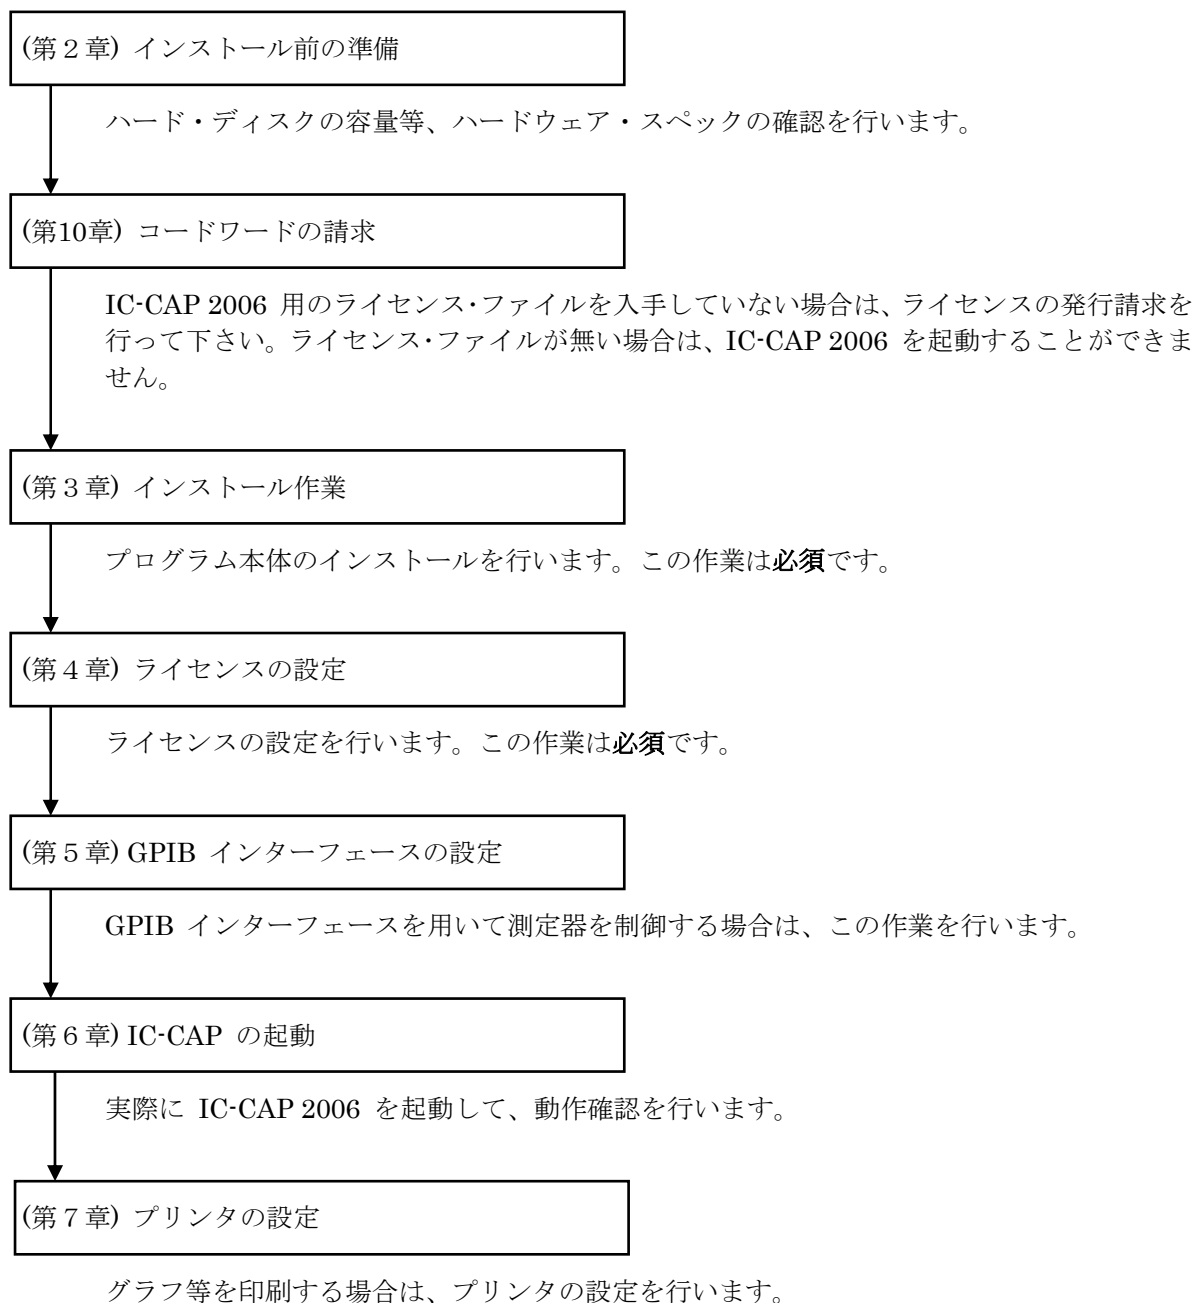 (第２章) インストール前の準備
ハード・ディスクの容量等、ハードウェア・スペックの確認を行います。
(第10章) コードワードの請求
IC-CAP 2006 用のライセンス･ファイルを入手していない場合は、ライセンスの発行請求を
行って下さい。ライセンス･ファイルが無い場合は、IC-CAP 2006 を起動することができま
せん。
(第３章) インストール作業
プログラム本体のインストールを行います。この作業は必須です。
(第４章) ライセンスの設定
ライセンスの設定を行います。この作業は必須です。
(第５章) GPIB インターフェースの設定
GPIB インターフェースを用いて測定器を制御する場合は、この作業を行います。
(第６章) IC-CAP の起動
実際に IC-CAP 2006 を起動して、動作確認を行います。
(第７章) プリンタの設定
グラフ等を印刷する場合は、プリンタの設定を行います。